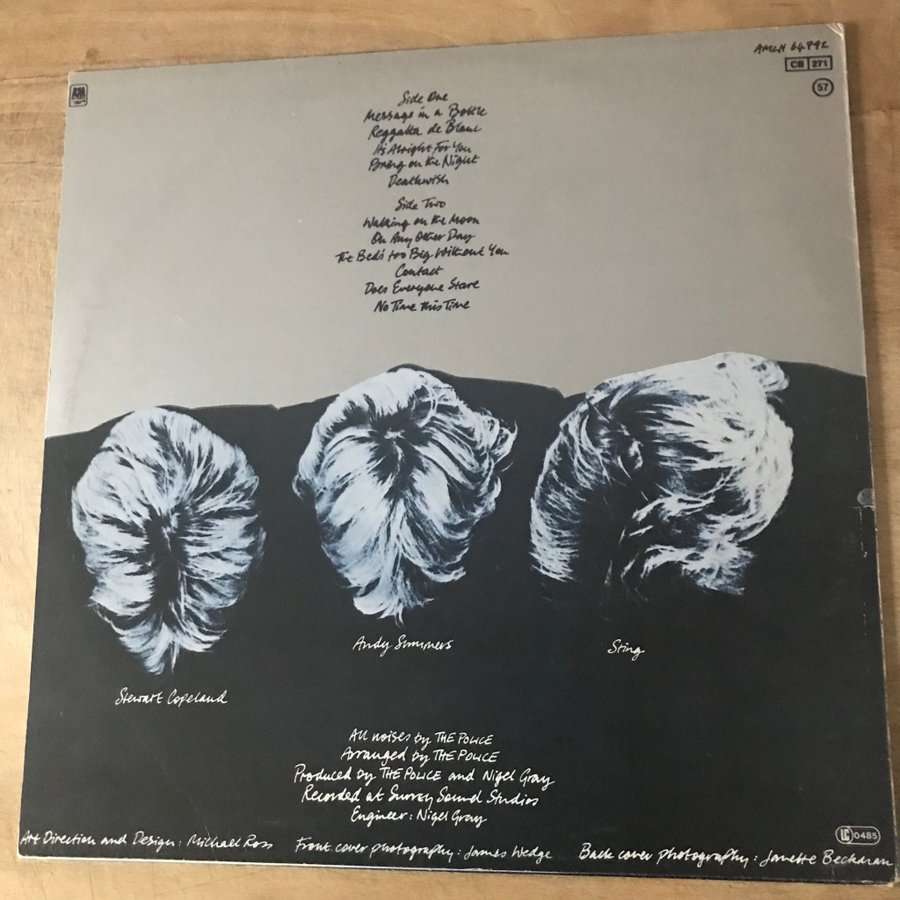 AMLH 64792
CB 271
57
A&M
Side One
Message in a Bottle
Reggatta de Blanc
It's Alright For You
Bring on the Night
Deathwish
Side Two
Walking on the Moon
On Any Other Day
The Bed's too Big Without You
Contact
Does Everyone Stare
No Time this Time
Andy Summers
Sting
Stewart Copeland
All noises by THE POLICE
Arranged by THE POLICE
Produced by THE POLICE and Nigel Gray
Recorded at Surrey Sound Studios
Engineer: Nigel Gray
LC 0485
Art Direction and Design: Michael Ross Front cover photography: James Wedge Back cover photography: Janette Beckman